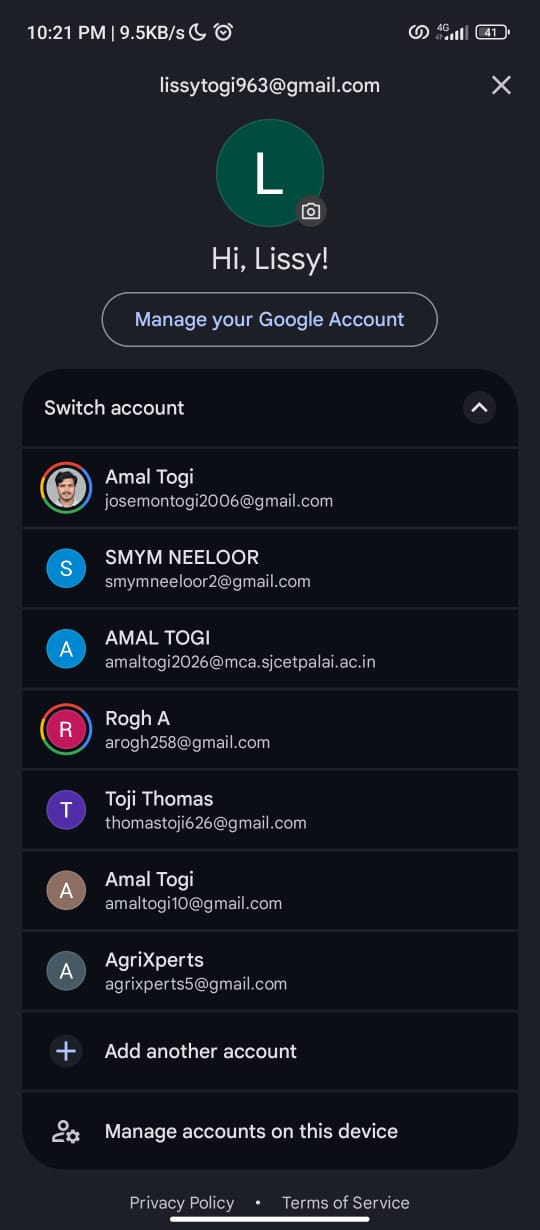 10:21 PM | 9.5KB/s
4G
41
lissytogi963@gmail.com
L
Hi, Lissy!
Manage your Google Account
Switch account
Amal Togi
josemontogi2006@gmail.com
S
SMYM NEELOOR
smymneeloor2@gmail.com
A
AMAL TOGI
amaltogi2026@mca.sjcetpalai.ac.in
R
Rogh A
arogh258@gmail.com
T
Toji Thomas
thomastoji626@gmail.com
A
Amal Togi
amaltogi10@gmail.com
A
AgriXperts
agrixperts5@gmail.com
Add another account
Manage accounts on this device
Privacy Policy • Terms of Service